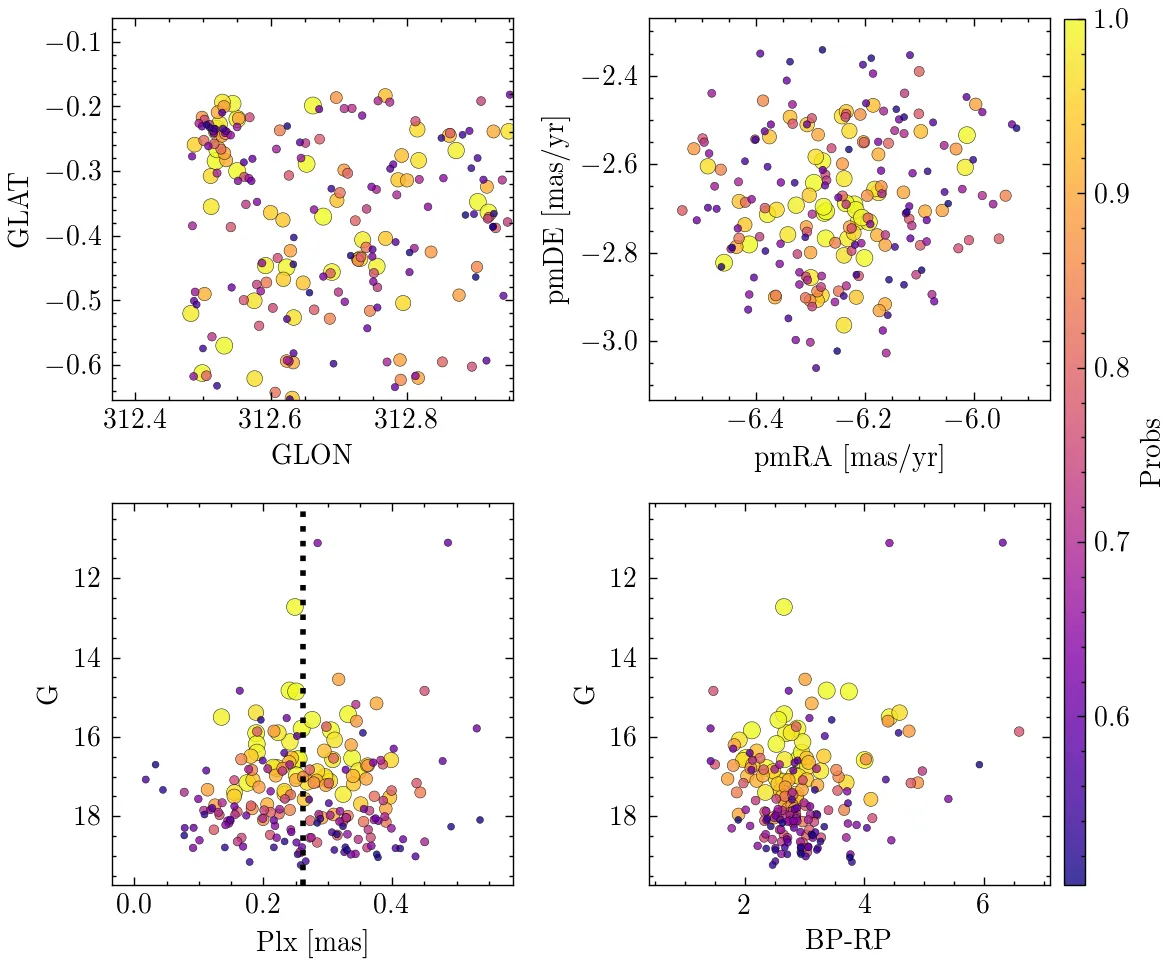 −0.1
−0.2
−0.3
−0.4
−0.5
−0.6
GLAT
312.4 312.6 312.8
GLON
−2.4
−2.6
−2.8
−3.0
pmDE [mas/yr]
−6.4 −6.2 −6.0
pmRA [mas/yr]
12
14
16
18
G
0.0 0.2 0.4
Plx [mas]
12
14
16
18
G
2 4 6
BP-RP
1.0
0.9
0.8
0.7
0.6
Probs